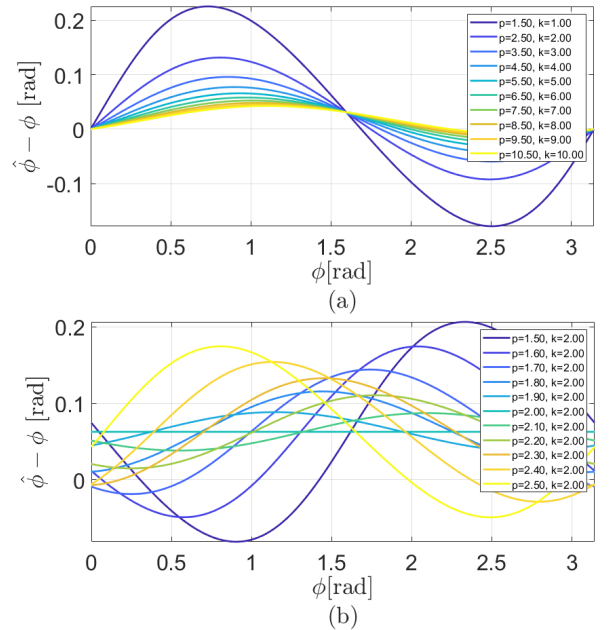 0.2
0.1
0
-0.1
ϕ̂ − ϕ [rad]
p=1.50, k=1.00
p=2.50, k=2.00
p=3.50, k=3.00
p=4.50, k=4.00
p=5.50, k=5.00
p=6.50, k=6.00
p=7.50, k=7.00
p=8.50, k=8.00
p=9.50, k=9.00
p=10.50, k=10.00
0 0.5 1 1.5 2 2.5 3
ϕ[rad]
(a)
0.2
0.1
0
ϕ̂ − ϕ [rad]
p=1.50, k=2.00
p=1.60, k=2.00
p=1.70, k=2.00
p=1.80, k=2.00
p=1.90, k=2.00
p=2.00, k=2.00
p=2.10, k=2.00
p=2.20, k=2.00
p=2.30, k=2.00
p=2.40, k=2.00
p=2.50, k=2.00
0 0.5 1 1.5 2 2.5 3
ϕ[rad]
(b)